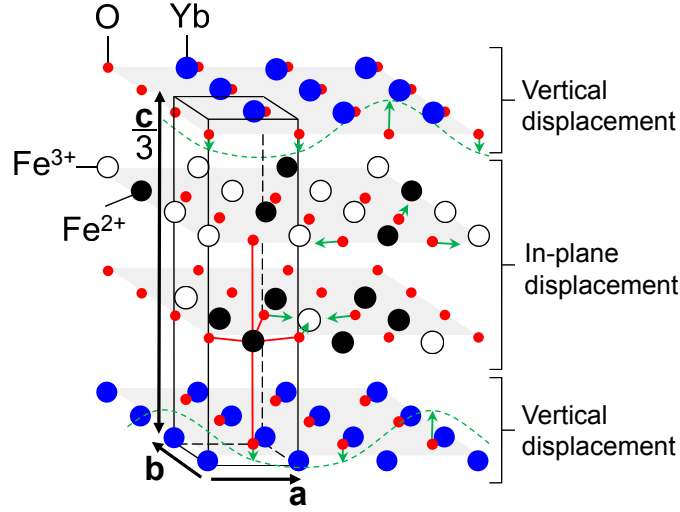 O
Yb
Vertical
displacement
c
3
Fe3+
Fe2+
In-plane
displacement
Vertical
displacement
b
a